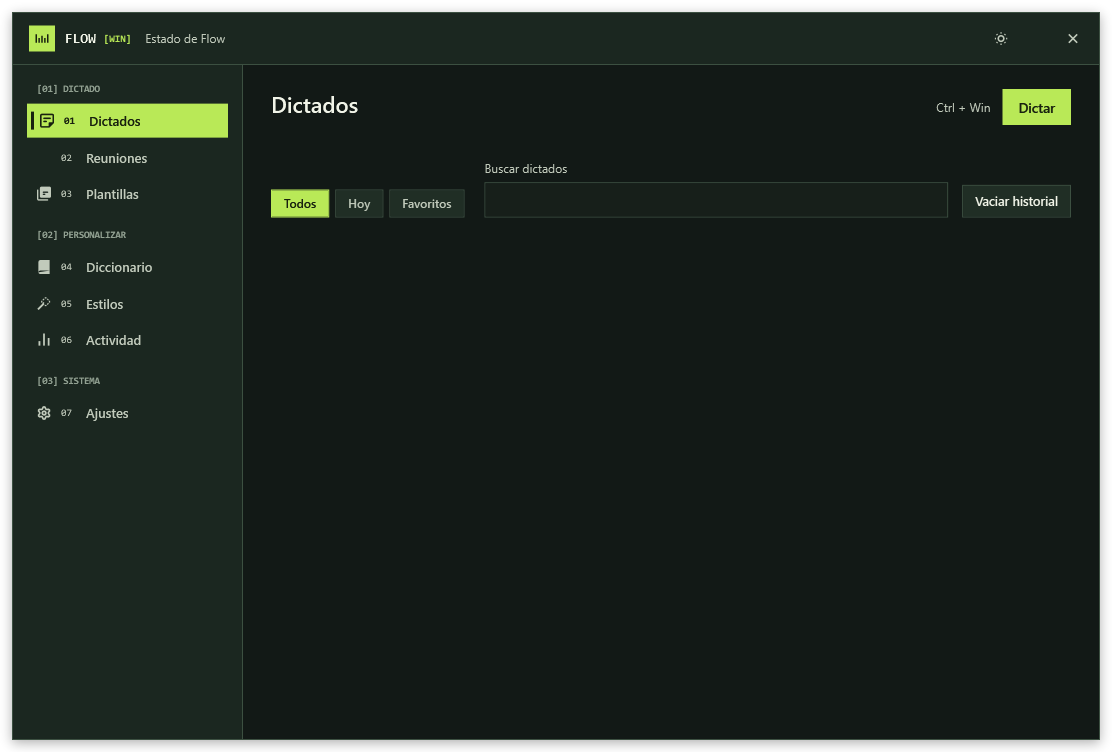 FLOW [WIN] Estado de Flow
[01] DICTADO
01 Dictados
02 Reuniones
03 Plantillas
[02] PERSONALIZAR
04 Diccionario
05 Estilos
06 Actividad
[03] SISTEMA
07 Ajustes
Dictados
Ctrl + Win Dictar
Buscar dictados
Todos Hoy Favoritos
Vaciar historial